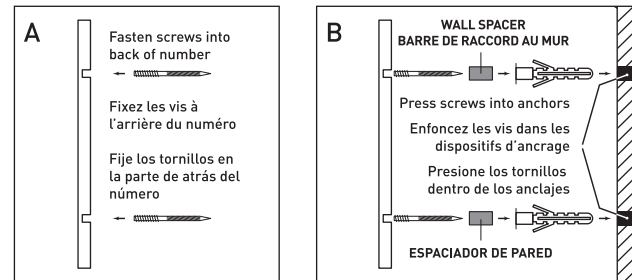 A
Fasten screws into
back of number
Fixez les vis à
l'arrière du numéro
Fije los tornillos en
la parte de atrás del
número
B
WALL SPACER
BARRE DE RACCORD AU MUR
Press screws into anchors
Enfoncez les vis dans les
dispositifs d'ancrage
Presione los tornillos
dentro de los anclajes
ESPACIADOR DE PARED